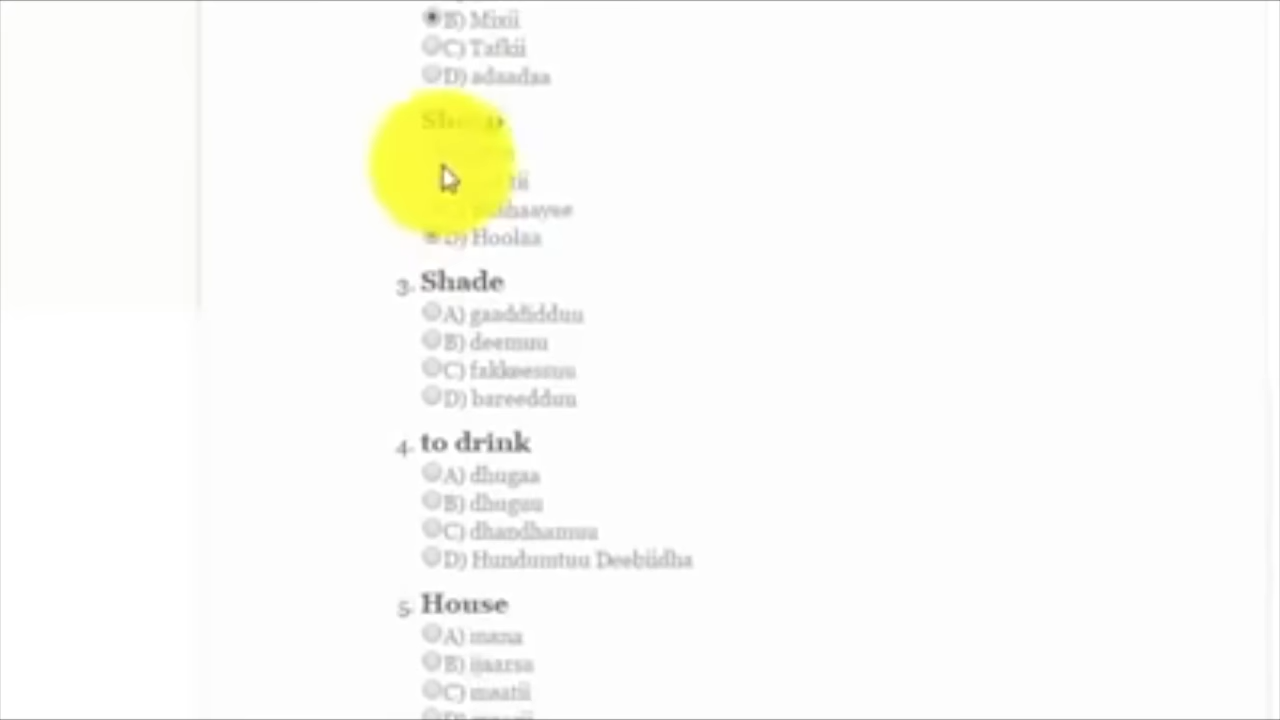 B) Mixii
C) Tafkii
D) adaadaa
D) Hoolaa
3. Shade
A) gaaddidduu
B) deemuu
C) fakkeessuu
D) bareedduu
4. to drink
A) dhugaa
B) dhuguu
C) dhandhamuu
D) Hundumtuu Deebiidha
5. House
A) mana
B) ijaarsa
C) maatii